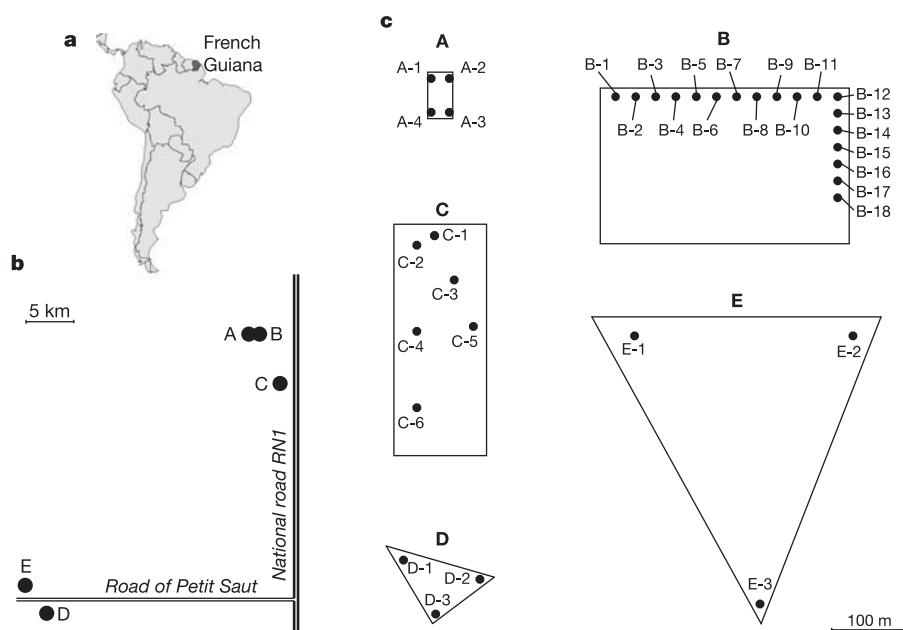 a
French
Guiana
b
5 km
A B
C
National road RN1
E
Road of Petit Saut
D
c
A
A-1 A-2
A-4 A-3
B
B-1 B-3 B-5 B-7 B-9 B-11
B-2 B-4 B-6 B-8 B-10
B-12
B-13
B-14
B-15
B-16
B-17
B-18
C
C-1
C-2
C-3
C-4 C-5
C-6
D
D-1
D-2
D-3
E
E-1 E-2
E-3
100 m